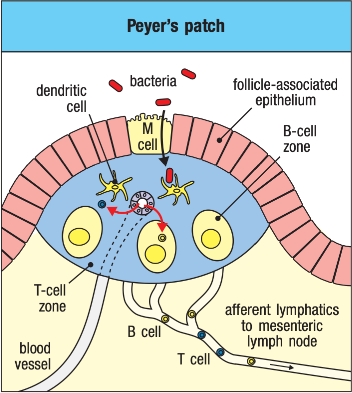 Peyer's patch
bacteria
dendritic
cell
follicle-associated
epithelium
M
cell
B-cell
zone
T-cell
zone
blood
vessel
B cell
T cell
afferent lymphatics
to mesenteric
lymph node